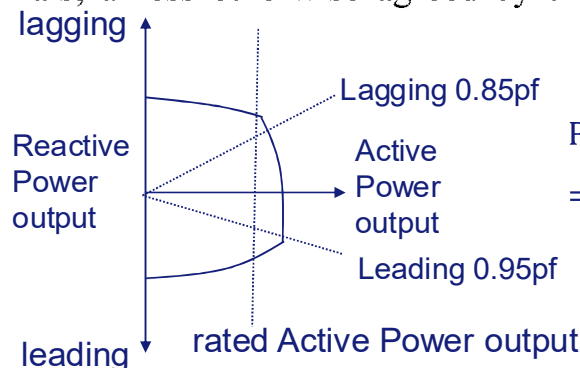 lagging
Lagging 0.85pf
Reactive
Power
output
Active
Power
output
Leading 0.95pf
rated Active Power output
leading